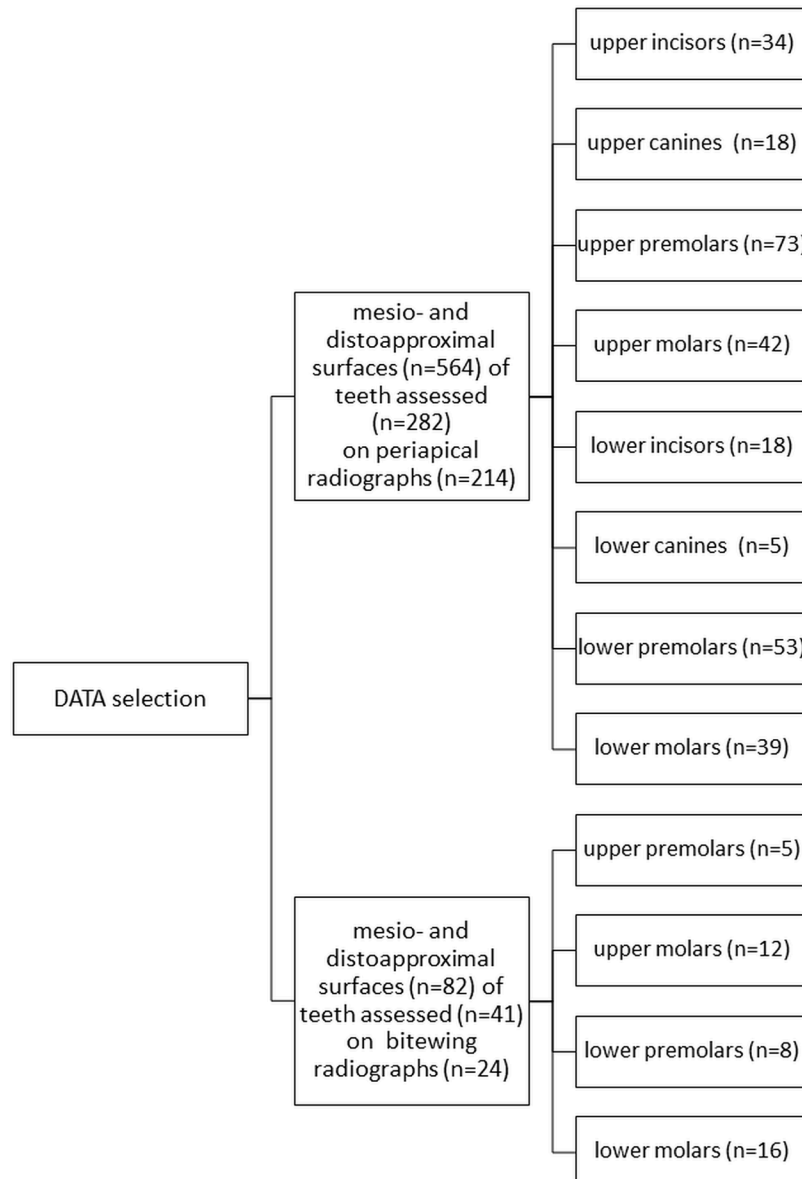 upper incisors (n=34)
upper canines (n=18)
upper premolars (n=73)
upper molars (n=42)
lower incisors (n=18)
lower canines (n=5)
lower premolars (n=53)
lower molars (n=39)
mesio- and
distoapproximal
surfaces (n=564) of
teeth assessed
(n=282)
on periapical
radiographs (n=214)
DATA selection
upper premolars (n=5)
upper molars (n=12)
lower premolars (n=8)
lower molars (n=16)
mesio- and
distoapproximal
surfaces (n=82) of
teeth assessed (n=41)
on bitewing
radiographs (n=24)